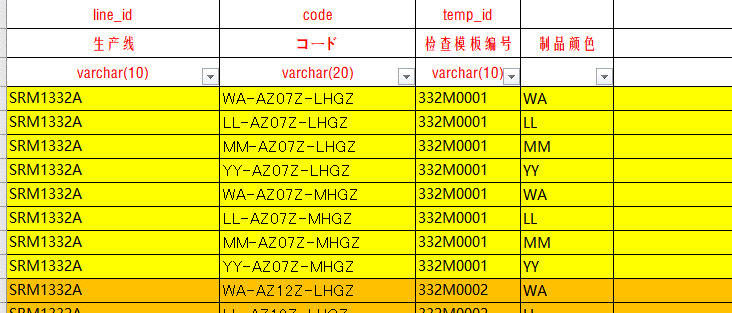 line_id code temp_id
生产线 コード 检查模板编号 制品颜色
varchar(10) varchar(20) varchar(10)
SRM1332A WA-AZ07Z-LHGZ 332M0001 WA
SRM1332A LL-AZ07Z-LHGZ 332M0001 LL
SRM1332A MM-AZ07Z-LHGZ 332M0001 MM
SRM1332A YY-AZ07Z-LHGZ 332M0001 YY
SRM1332A WA-AZ07Z-MHGZ 332M0001 WA
SRM1332A LL-AZ07Z-MHGZ 332M0001 LL
SRM1332A MM-AZ07Z-MHGZ 332M0001 MM
SRM1332A YY-AZ07Z-MHGZ 332M0001 YY
SRM1332A WA-AZ12Z-LHGZ 332M0002 WA
SRM1332A 332M0002